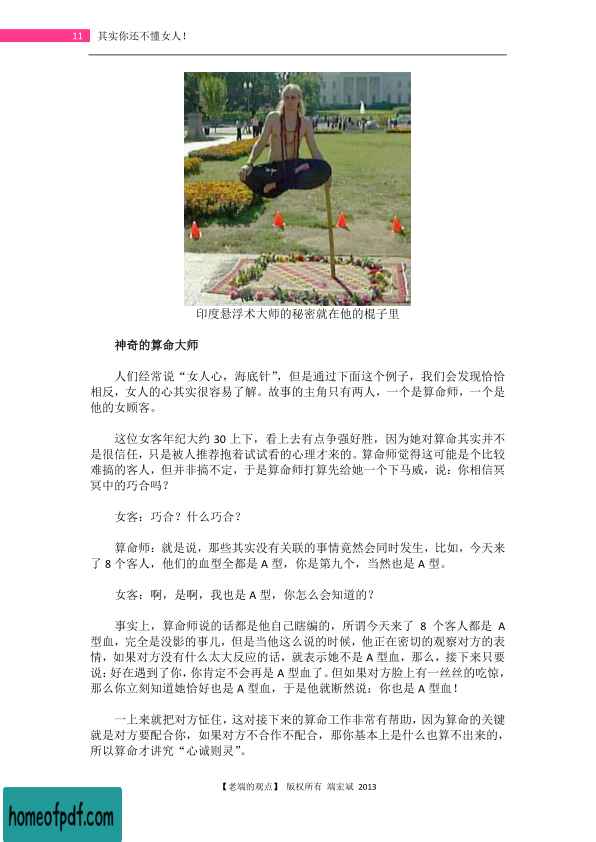 11 其实你还不懂女人！
印度悬浮术大师的秘密就在他的棍子里
神奇的算命大师
人们经常说“女人心，海底针”，但是通过下面这个例子，我们会发现恰恰
相反，女人的心其实很容易了解。故事的主角只有两人，一个是算命师，一个是
他的女顾客。
这位女客年纪大约 30 上下，看上去有点争强好胜，因为她对算命其实并不
是很信任，只是被人推荐抱着试试看的心理才来的。算命师觉得这可能是个比较
难搞的客人，但并非搞不定，于是算命师打算先给她一个下马威，说：你相信冥
冥中的巧合吗？
女客：巧合？什么巧合？
算命师：就是说，那些其实没有关联的事情竟然会同时发生，比如，今天来
了 8 个客人，他们的血型全都是 A 型，你是第九个，当然也是 A 型。
女客：啊，是啊，我也是 A 型，你怎么会知道的？
事实上，算命师说的话都是他自己瞎编的，所谓今天来了 8 个客人都是 A
型血，完全是没影的事儿，但是当他这么说的时候，他正在密切的观察对方的表
情，如果对方没有什么太大反应的话，就表示她不是 A 型血，那么，接下来只要
说：好在遇到了你，你肯定不会再是 A 型血了。但如果对方脸上有一丝丝的吃惊，
那么你立刻知道她恰好也是 A 型血，于是他就断然说：你也是 A 型血！
一上来就把对方怔住，这对接下来的算命工作非常有帮助，因为算命的关键
就是对方要配合你，如果对方不合作不配合，那你基本上是什么也算不出来的，
所以算命才讲究“心诚则灵”。
【老端的观点】 版权所有 端宏斌 2013
homeofpdf.com